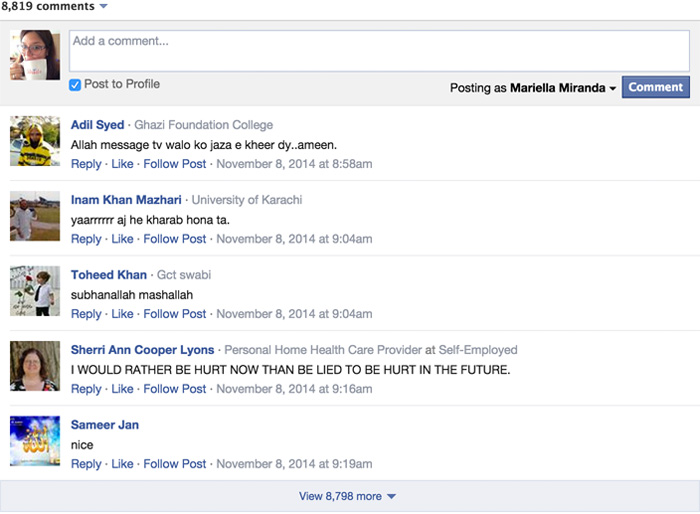 8,819 comments
Add a comment...
Post to Profile
Posting as Mariella Miranda
Comment
Adil Syed · Ghazi Foundation College
Allah message tv walo ko jaza e kheer dy..ameen.
Reply · Like · Follow Post · November 8, 2014 at 8:58am
Inam Khan Mazhari · University of Karachi
yaarrrrrr aj he kharab hona ta.
Reply · Like · Follow Post · November 8, 2014 at 9:04am
Toheed Khan · Gct swabi
subhanallah mashallah
Reply · Like · Follow Post · November 8, 2014 at 9:04am
Sherri Ann Cooper Lyons · Personal Home Health Care Provider at Self-Employed
I WOULD RATHER BE HURT NOW THAN BE LIED TO BE HURT IN THE FUTURE.
Reply · Like · Follow Post · November 8, 2014 at 9:16am
Sameer Jan
nice
Reply · Like · Follow Post · November 8, 2014 at 9:19am
View 8,798 more